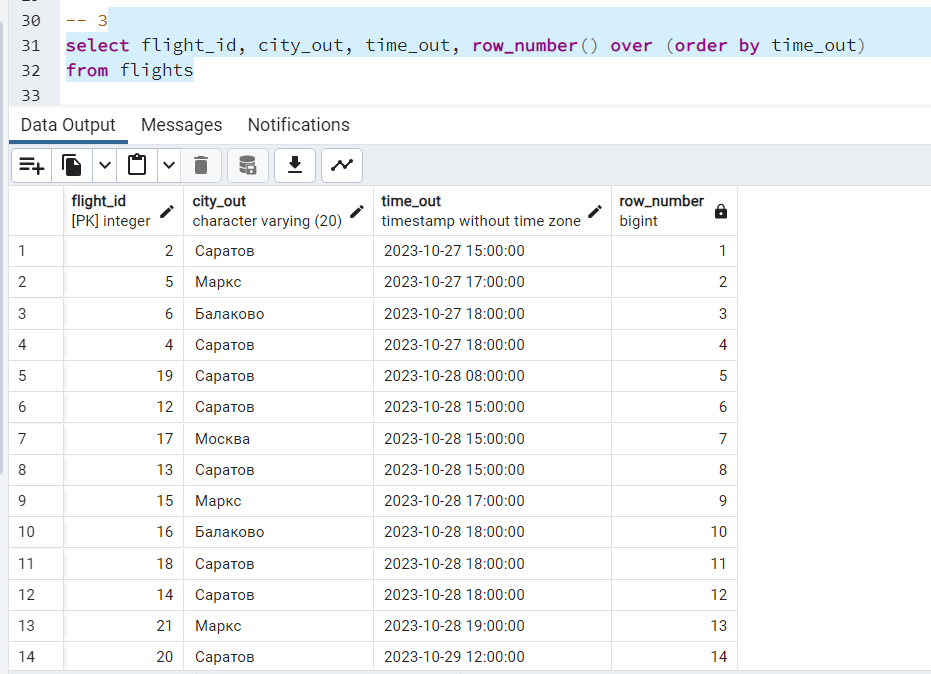 30 -- 3
31 select flight_id, city_out, time_out, row_number() over (order by time_out)
32 from flights
33
Data Output Messages Notifications
flight_id city_out time_out row_number
[PK] integer character varying (20) timestamp without time zone bigint
1 2 Саратов 2023-10-27 15:00:00 1
2 5 Маркс 2023-10-27 17:00:00 2
3 6 Балаково 2023-10-27 18:00:00 3
4 4 Саратов 2023-10-27 18:00:00 4
5 19 Саратов 2023-10-28 08:00:00 5
6 12 Саратов 2023-10-28 15:00:00 6
7 17 Москва 2023-10-28 15:00:00 7
8 13 Саратов 2023-10-28 15:00:00 8
9 15 Маркс 2023-10-28 17:00:00 9
10 16 Балаково 2023-10-28 18:00:00 10
11 18 Саратов 2023-10-28 18:00:00 11
12 14 Саратов 2023-10-28 18:00:00 12
13 21 Маркс 2023-10-28 19:00:00 13
14 20 Саратов 2023-10-29 12:00:00 14